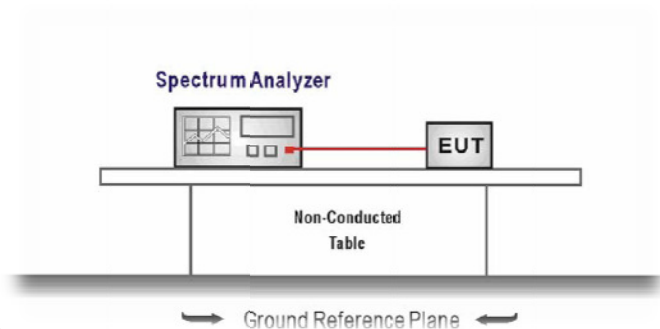 Spectrum Analyzer
EUT
Non-Conducted
Table
Ground Reference Plane